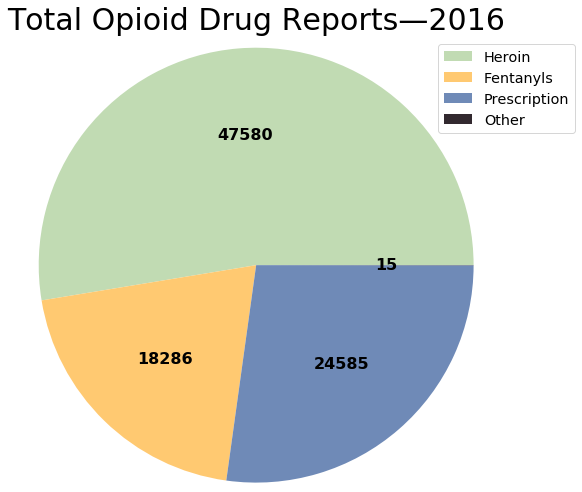 Total Opioid Drug Reports—2016
Heroin
Fentanyls
Prescription
Other
47580
15
18286
24585